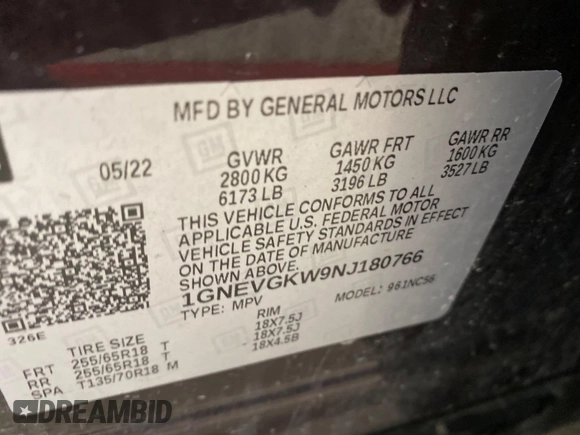 MFD BY GENERAL MOTORS LLC
05/22 GVWR GAWR FRT GAWR RR
2800 KG 1450 KG 1600 KG
6173 LB 3196 LB 3527 LB
THIS VEHICLE CONFORMS TO ALL
APPLICABLE U.S. FEDERAL MOTOR
VEHICLE SAFETY STANDARDS IN EFFECT
ON THE DATE OF MANUFACTURE
SHOWN ABOVE.
1GNEVGKW9NJ180766
TYPE: MPV MODEL: 961NC56
326E
TIRE SIZE RIM
FRT 255/65R18 T 18X7.5J
RR 255/65R18 T 18X7.5J
SPA T135/70R18 M 18X4.5B
DREAMBID